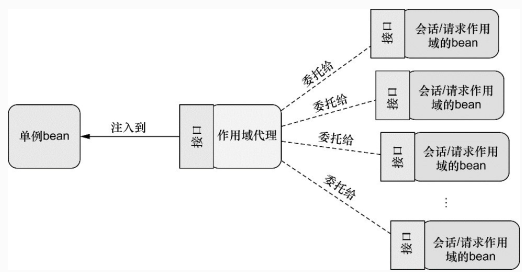 接口
会话/请求作用
域的bean
委托给
接口
会话/请求作用
域的bean
委托给
单例bean
注入到
接口
作用域代理
委托给
接口
会话/请求作用
域的bean
...
委托给
接口
会话/请求作用
域的bean